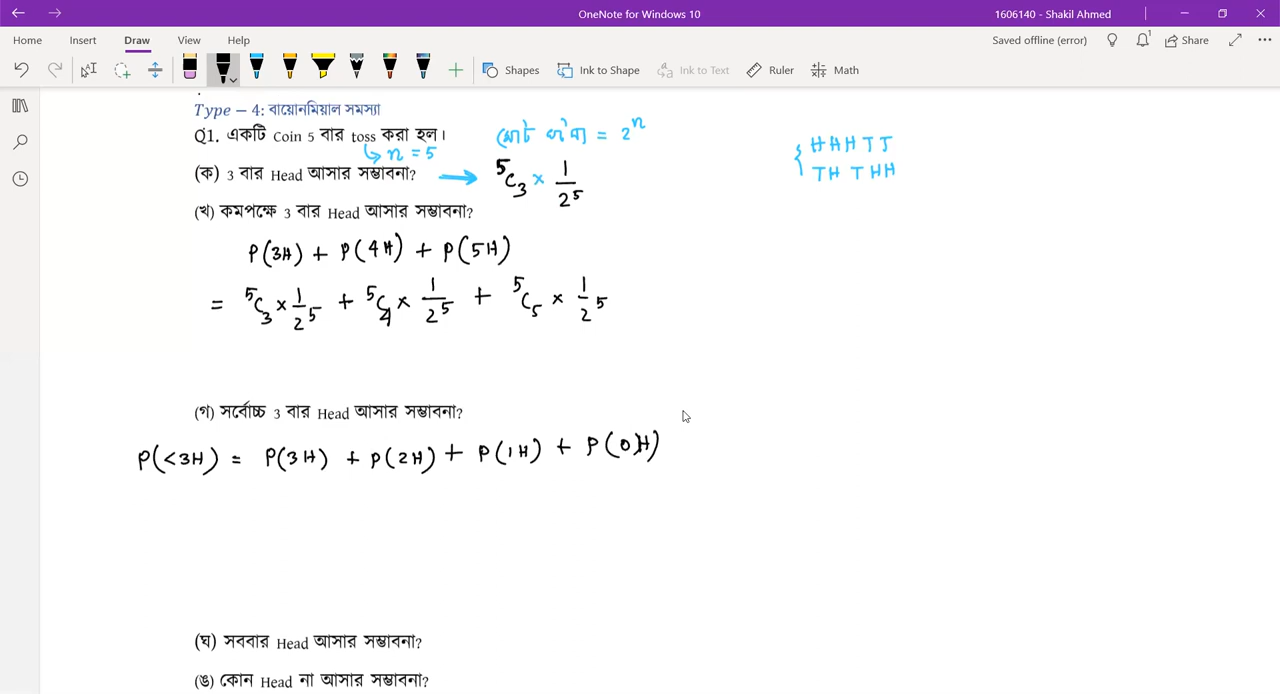 OneNote for Windows 10
1606140 - Shakil Ahmed
Home Insert Draw View Help
Saved offline (error) Share
Shapes Ink to Shape Ink to Text Ruler Math
Type – 4: বায়োনমিয়াল সমস্যা
Q1. একটি Coin 5 বার toss করা হল।
মোট ঘটনা = 2^n
HHHTT
n = 5
THTHH
(ক) 3 বার Head আসার সম্ভাবনা? → ⁵C₃ × 1/2⁵
(খ) কমপক্ষে 3 বার Head আসার সম্ভাবনা?
P(3H) + P(4H) + P(5H)
= ⁵C₃ × 1/2⁵ + ⁵C₄ × 1/2⁵ + ⁵C₅ × 1/2⁵
(গ) সর্বোচ্চ 3 বার Head আসার সম্ভাবনা?
P(<3H) = P(3H) + P(2H) + P(1H) + P(0H)
(ঘ) সববার Head আসার সম্ভাবনা?
(ঙ) কোন Head না আসার সম্ভাবনা?